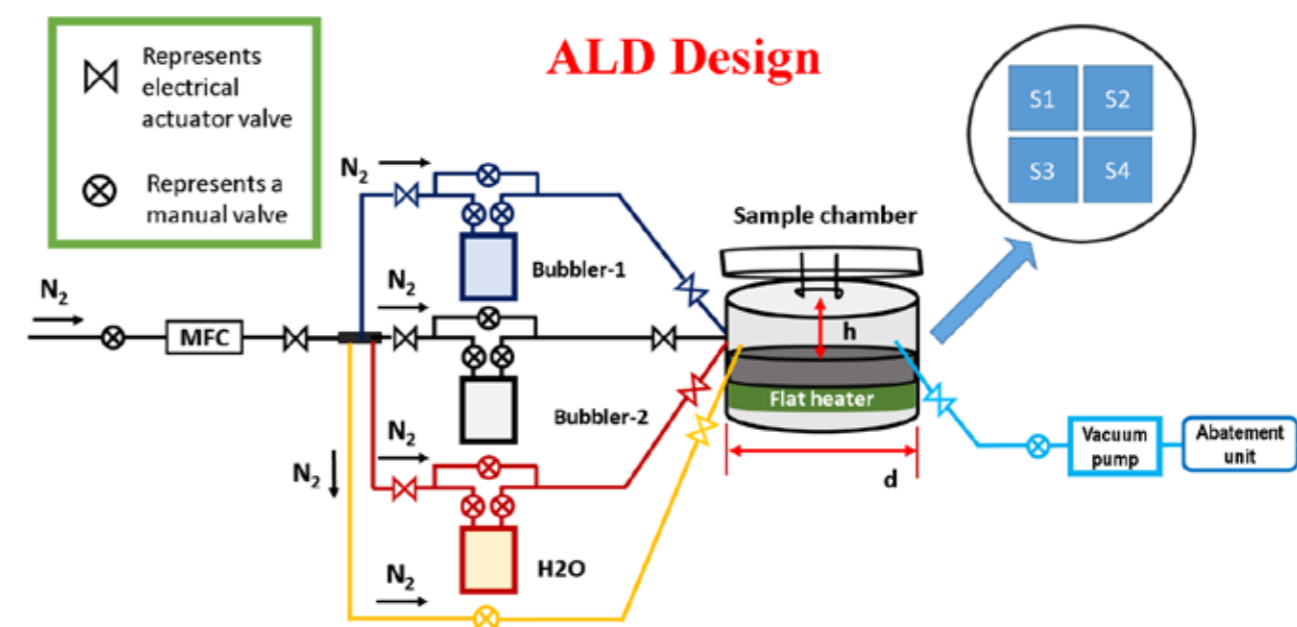 ALD Design
Represents
electrical
actuator valve
Represents a
manual valve
S1 S2
S3 S4
N₂
Sample chamber
Bubbler-1
N₂
N₂
MFC
h
Flat heater
Bubbler-2
d
N₂
N₂
Vacuum
pump
Abatement
unit
H2O
N₂